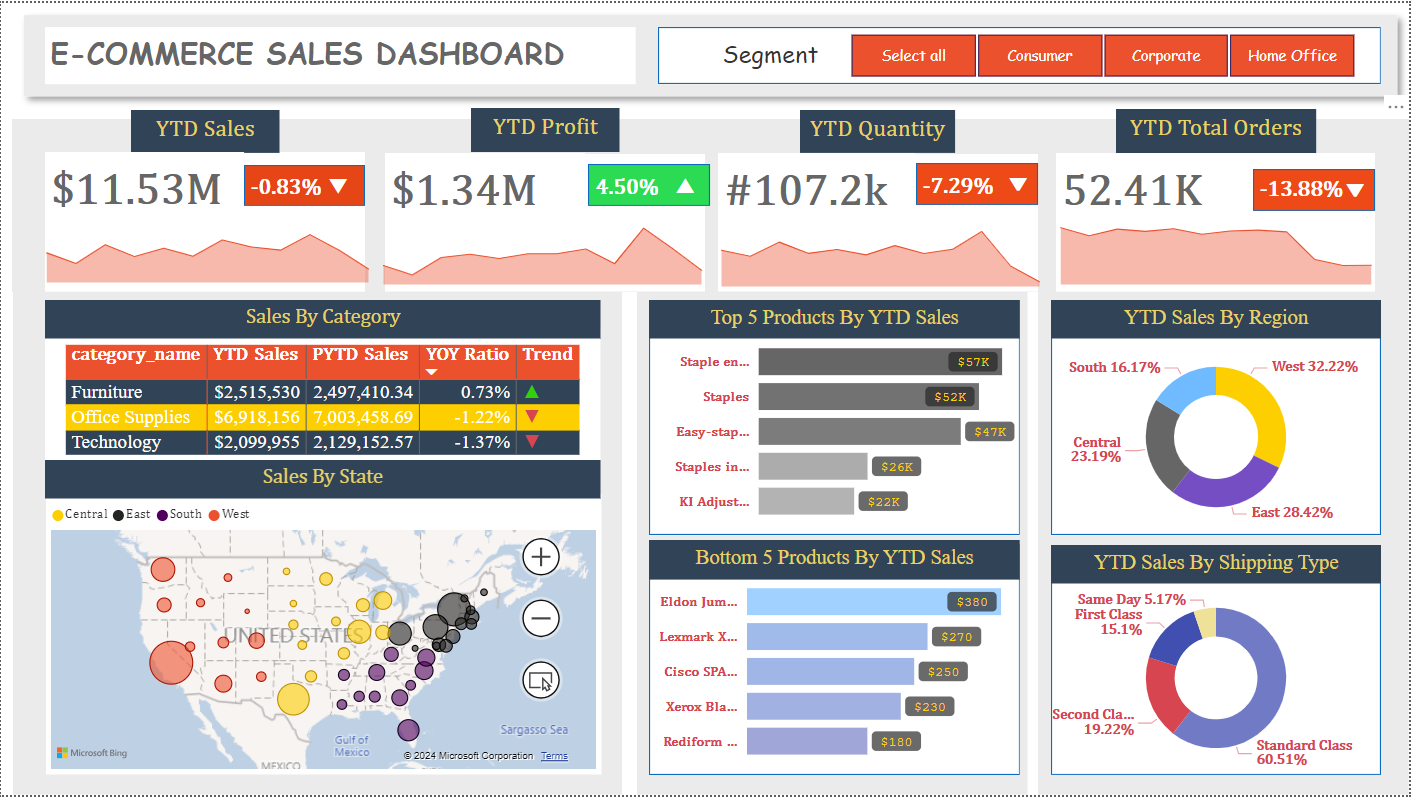 E-COMMERCE SALES DASHBOARD
Segment
Select all
Consumer
Corporate
Home Office
YTD Sales
$11.53M
-0.83% ▼
YTD Profit
$1.34M
4.50% ▲
YTD Quantity
#107.2k
-7.29% ▼
YTD Total Orders
52.41K
-13.88%▼
Sales By Category
category_name YTD Sales PYTD Sales YOY Ratio Trend
Furniture $2,515,530 2,497,410.34 0.73%
Office Supplies $6,918,156 7,003,458.69 -1.22%
Technology $2,099,955 2,129,152.57 -1.37%
Sales By State
Central East South West
UNITED STATES
Gulf of
Mexico
Sargasso Sea
MEXICO
Microsoft Bing
© 2024 Microsoft Corporation Terms
Top 5 Products By YTD Sales
Staple en... $57K
Staples $52K
Easy-stap... $47K
Staples in... $26K
KI Adjust... $22K
Bottom 5 Products By YTD Sales
Eldon Jum... $380
Lexmark X... $270
Cisco SPA... $250
Xerox Bla... $230
Rediform ... $180
YTD Sales By Region
South 16.17%
West 32.22%
Central
23.19%
East 28.42%
YTD Sales By Shipping Type
Same Day 5.17%
First Class
15.1%
Second Cla...
19.22%
Standard Class
60.51%